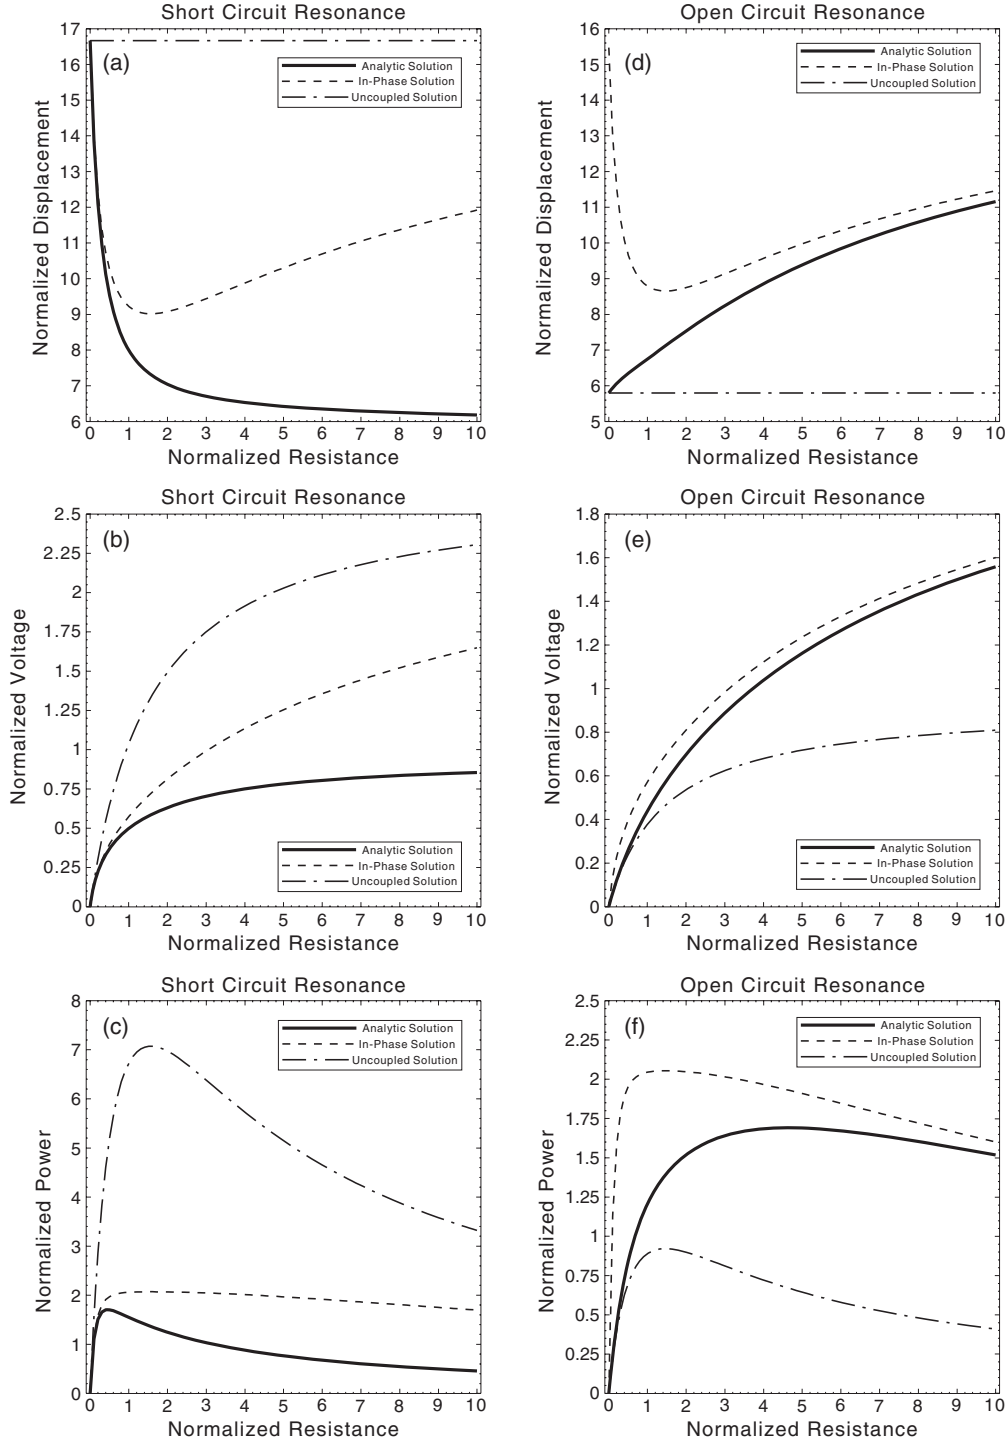 Short Circuit Resonance
17
16
15
14
13
12
11
10
9
8
7
6
(a)
Analytic Solution
In-Phase Solution
Uncoupled Solution
Normalized Displacement
0 1 2 3 4 5 6 7 8 9 10
Normalized Resistance
Open Circuit Resonance
16
15
14
13
12
11
10
9
8
7
6
5
(d)
Analytic Solution
In-Phase Solution
Uncoupled Solution
Normalized Displacement
0 1 2 3 4 5 6 7 8 9 10
Normalized Resistance
Short Circuit Resonance
2.5
2.25
2
1.75
1.5
1.25
1
0.75
0.5
0.25
0
(b)
Analytic Solution
In-Phase Solution
Uncoupled Solution
Normalized Voltage
0 1 2 3 4 5 6 7 8 9 10
Normalized Resistance
Open Circuit Resonance
1.8
1.6
1.4
1.2
1
0.8
0.6
0.4
0.2
0
(e)
Analytic Solution
In-Phase Solution
Uncoupled Solution
Normalized Voltage
0 1 2 3 4 5 6 7 8 9 10
Normalized Resistance
Short Circuit Resonance
8
7
6
5
4
3
2
1
0
(c)
Analytic Solution
In-Phase Solution
Uncoupled Solution
Normalized Power
0 1 2 3 4 5 6 7 8 9 10
Normalized Resistance
Open Circuit Resonance
2.5
2.25
2
1.75
1.5
1.25
1
0.75
0.5
0.25
0
(f)
Analytic Solution
In-Phase Solution
Uncoupled Solution
Normalized Power
0 1 2 3 4 5 6 7 8 9 10
Normalized Resistance